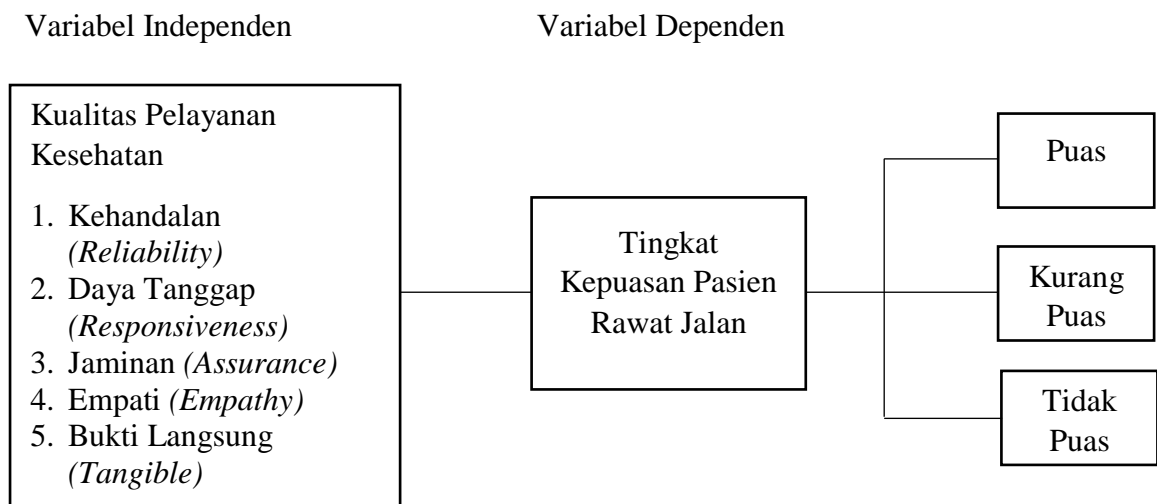 Variabel Independen
Variabel Dependen
Kualitas Pelayanan
Kesehatan
1. Kehandalan
(Reliability)
2. Daya Tanggap
(Responsiveness)
3. Jaminan (Assurance)
4. Empati (Empathy)
5. Bukti Langsung
(Tangible)
Tingkat
Kepuasan Pasien
Rawat Jalan
Puas
Kurang
Puas
Tidak
Puas